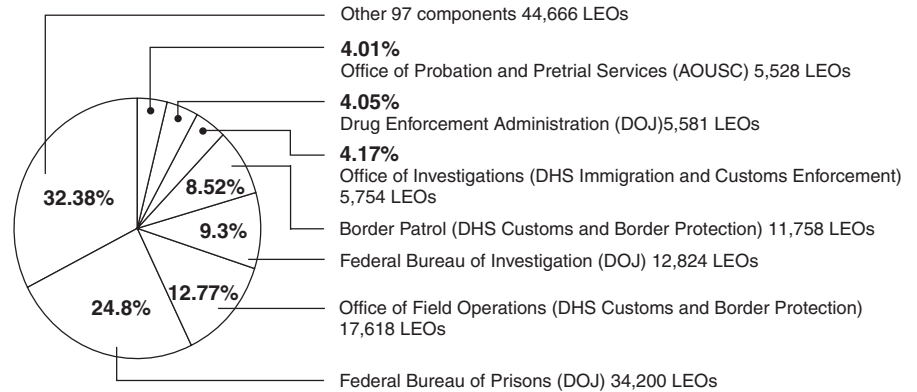 Other 97 components 44,666 LEOs
4.01%
Office of Probation and Pretrial Services (AOUSC) 5,528 LEOs
4.05%
Drug Enforcement Administration (DOJ)5,581 LEOs
4.17%
Office of Investigations (DHS Immigration and Customs Enforcement)
5,754 LEOs
8.52%
Border Patrol (DHS Customs and Border Protection) 11,758 LEOs
32.38%
9.3%
Federal Bureau of Investigation (DOJ) 12,824 LEOs
12.77%
Office of Field Operations (DHS Customs and Border Protection)
17,618 LEOs
24.8%
Federal Bureau of Prisons (DOJ) 34,200 LEOs